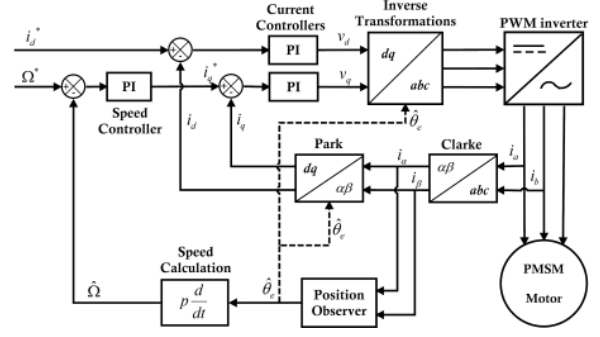 Current
Controllers
Inverse
Transformations
PWM inverter
i_d^*
+
-
PI
v_d
dq
abc
Ω^*
+
-
PI
i_q^*
+
-
PI
v_q
Speed
Controller
i_d
i_q
θ̂_e
Park
dq
αβ
i_α
i_β
Clarke
αβ
abc
i_a
i_b
θ̂_e
Speed
Calculation
Ω̂
p d/dt
θ̂_e
Position
Observer
PMSM
Motor